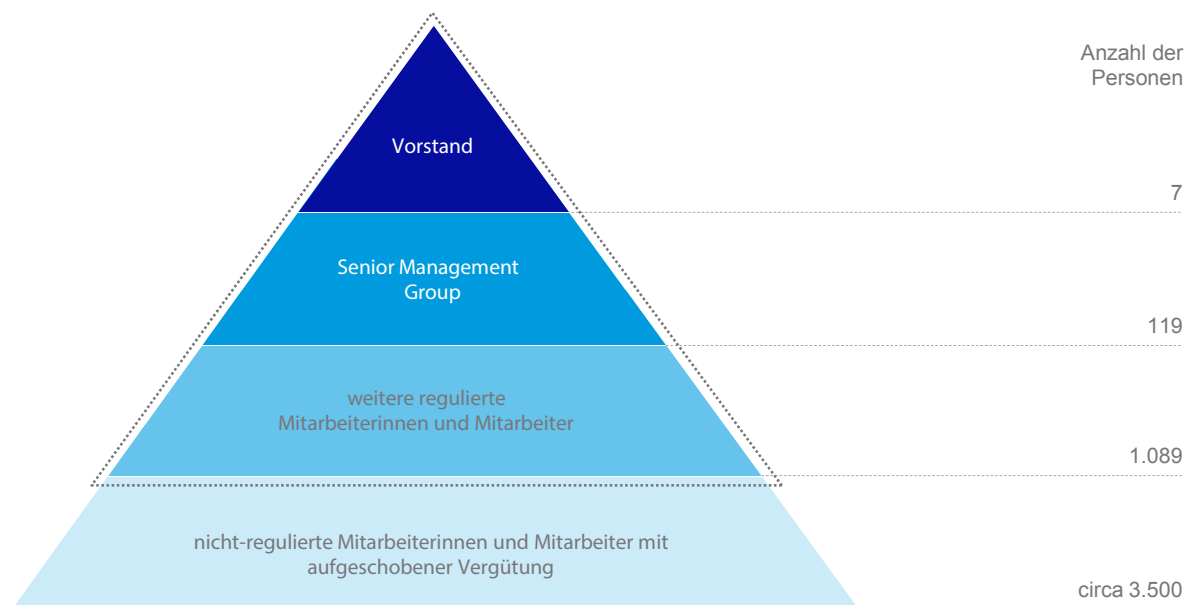 Anzahl der
Personen
Vorstand
7
Senior Management
Group
119
weitere regulierte
Mitarbeiterinnen und Mitarbeiter
1.089
nicht-regulierte Mitarbeiterinnen und Mitarbeiter mit
aufgeschobener Vergütung
circa 3.500